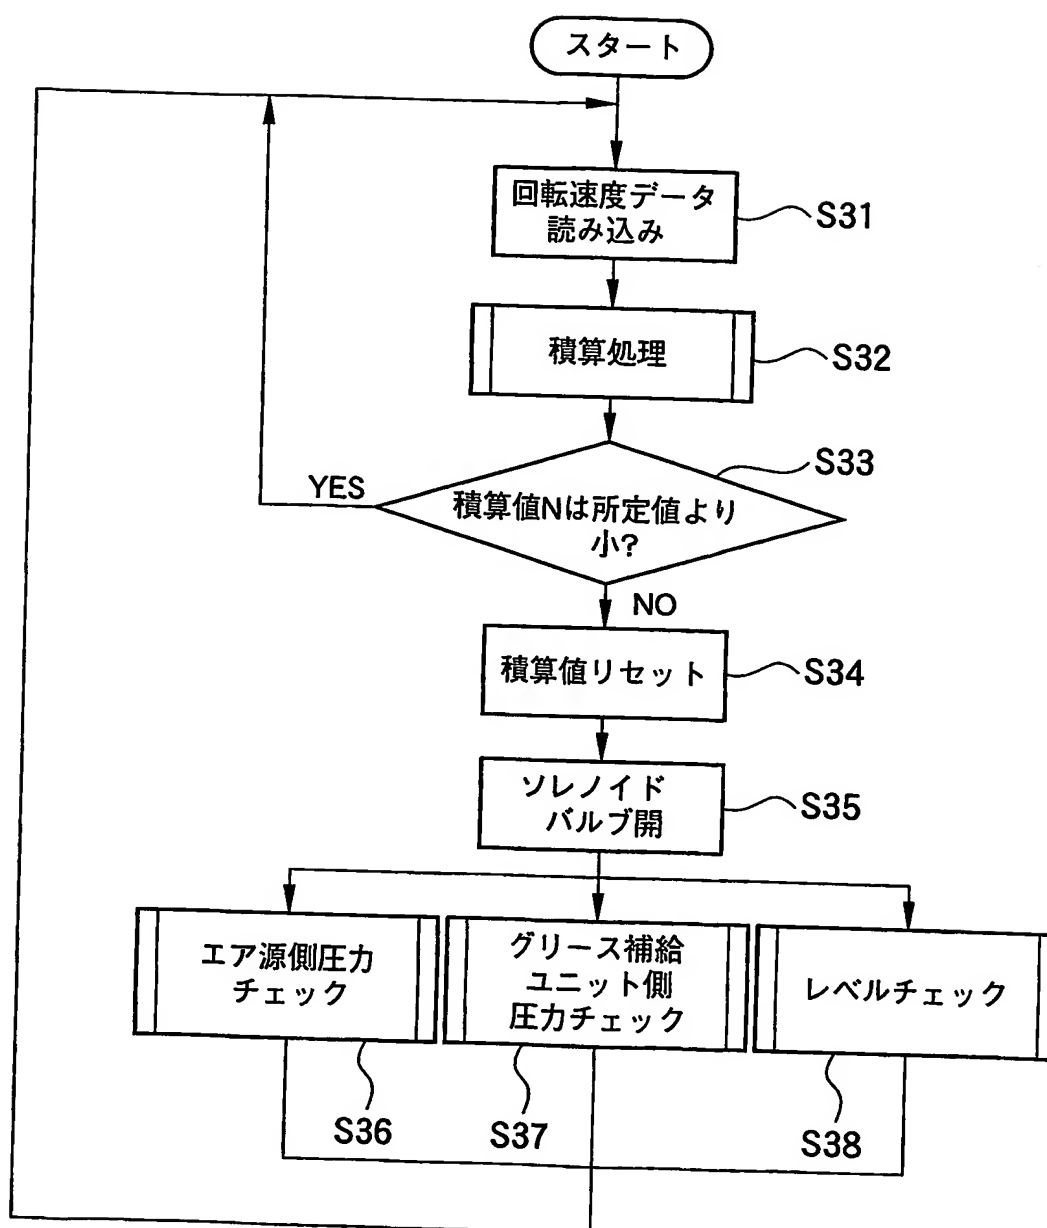 スタート
回転速度データ
読み込み
S31
積算処理
S32
S33
YES
積算値Nは所定値より
小?
NO
積算値リセット
S34
ソレノイド
バルブ開
S35
エア源側圧力
チェック
グリース補給
ユニット側
圧力チェック
レベルチェック
S36
S37
S38